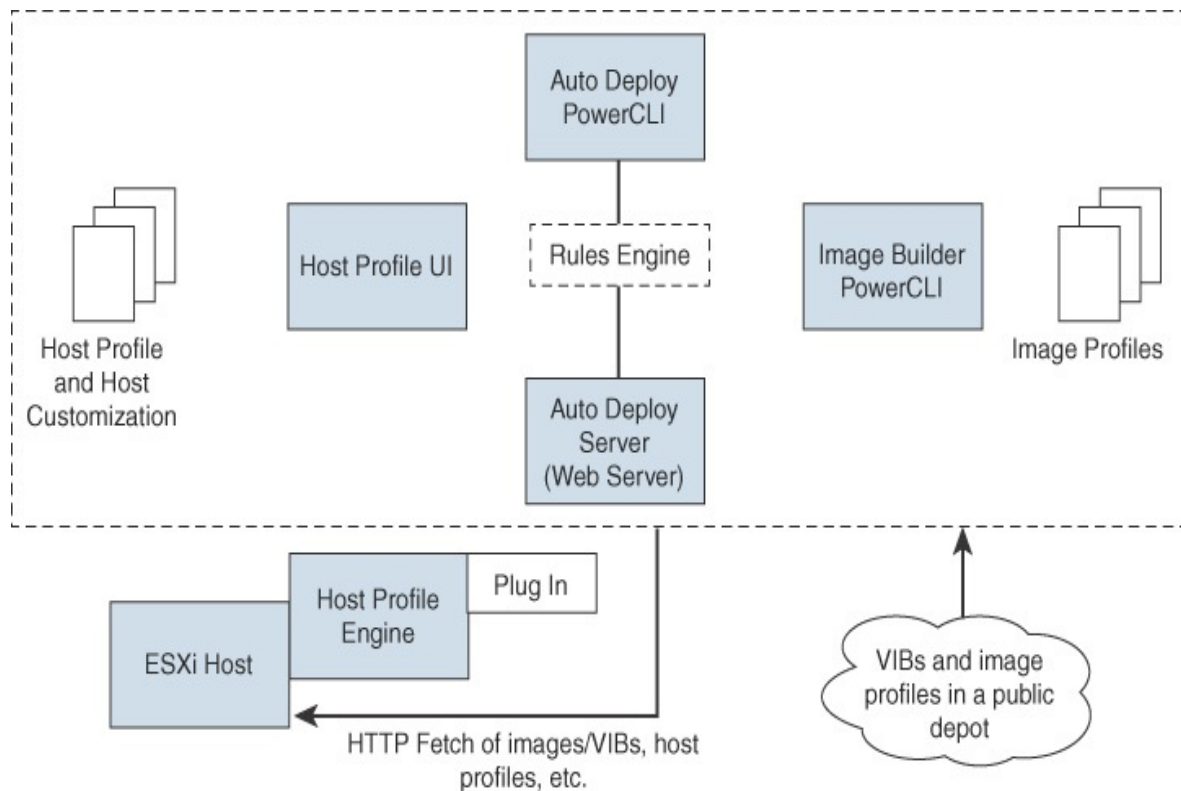 Auto Deploy
PowerCLI
Host Profile UI
Rules Engine
Image Builder
PowerCLI
Host Profile
and Host
Customization
Image Profiles
Auto Deploy
Server
(Web Server)
Host Profile
Engine
Plug In
ESXi Host
VIBs and image
profiles in a public
depot
HTTP Fetch of images/VIBs, host
profiles, etc.